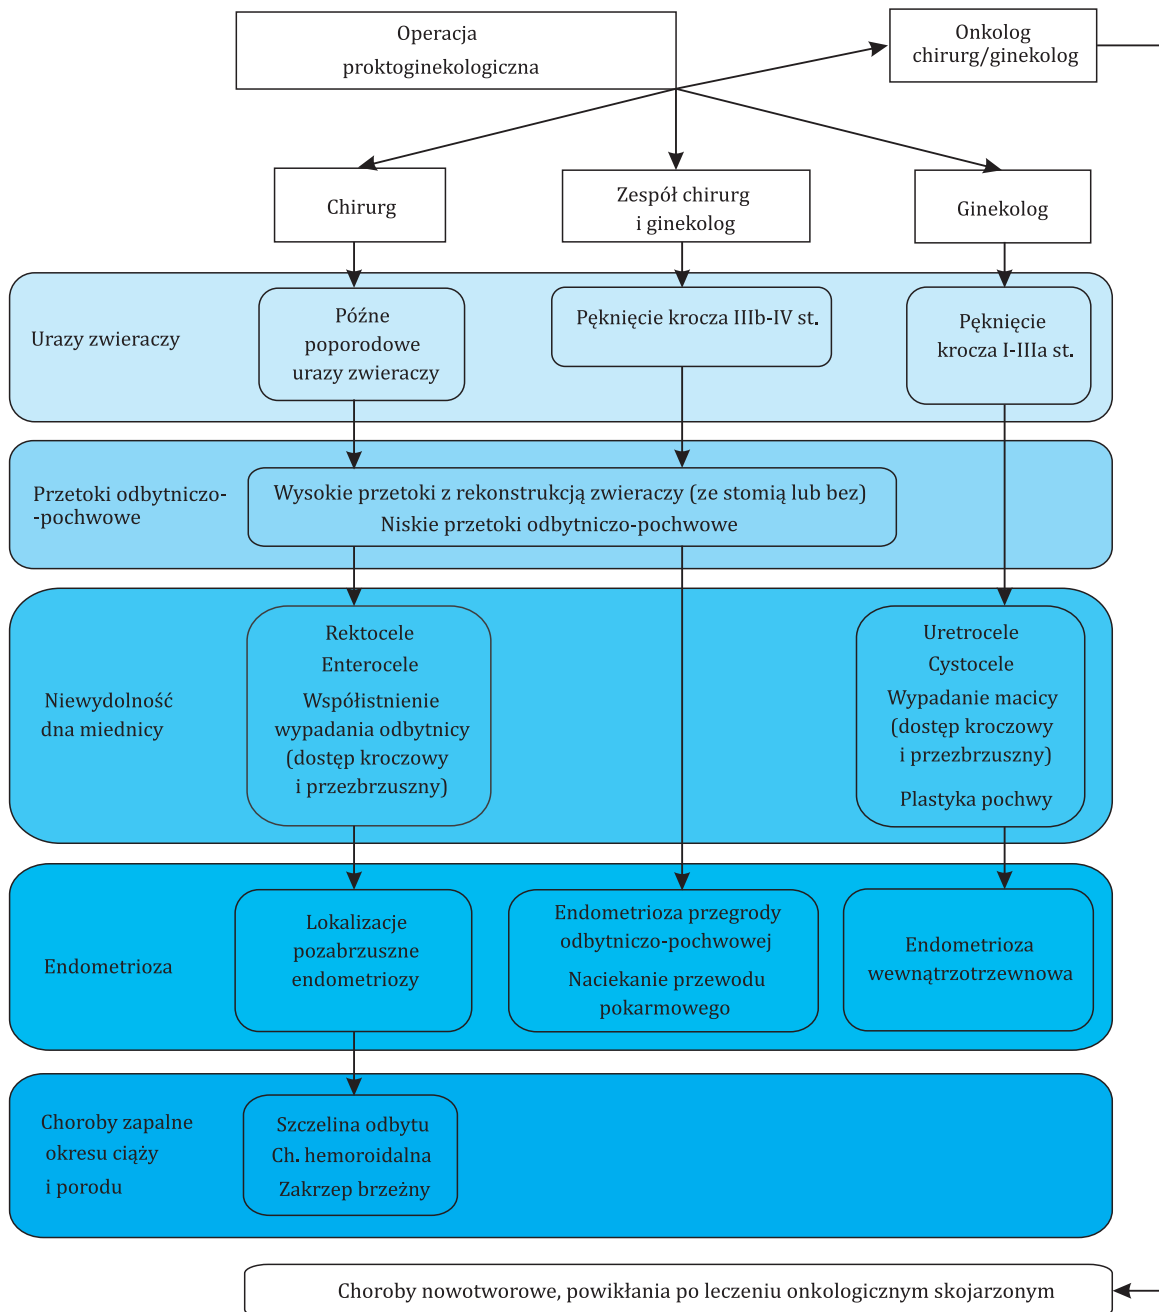 Operacja
proktoginekologiczna
Onkolog
chirurg/ginekolog
Chirurg
Zespół chirurg
i ginekolog
Ginekolog
Urazy zwieraczy
Późne
poporodowe
urazy zwieraczy
Pęknięcie krocza IIIb-IV st.
Pęknięcie
krocza I-IIIa st.
Przetoki odbytniczo-
-pochwowe
Wysokie przetoki z rekonstrukcją zwieraczy (ze stomią lub bez)
Niskie przetoki odbytniczo-pochwowe
Niewydolność
dna miednicy
Rektocele
Enterocele
Współistnienie
wypadania odbytnicy
(dostęp kroczowy
i przezbrzuszny)
Uretrocele
Cystocele
Wypadanie macicy
(dostęp kroczowy
i przezbrzuszny)
Plastyka pochwy
Endometrioza
Lokalizacje
pozabrzuszne
endometriozy
Endometrioza przegrody
odbytniczo-pochwowej
Naciekanie przewodu
pokarmowego
Endometrioza
wewnątrzotrzewnowa
Choroby zapalne
okresu ciąży
i porodu
Szczelina odbytu
Ch. hemoroidalna
Zakrzep brzeżny
Choroby nowotworowe, powikłania po leczeniu onkologicznym skojarzonym